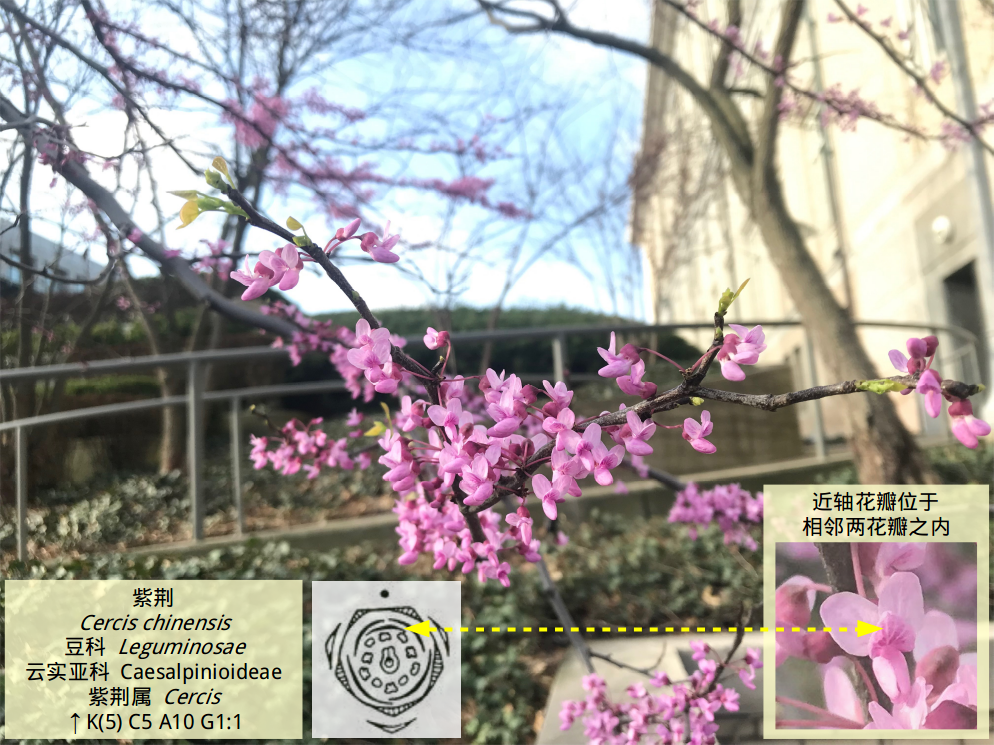 近轴花瓣位于
相邻两花瓣之内
紫荆
Cercis chinensis
豆科 Leguminosae
云实亚科 Caesalpinioideae
紫荆属 Cercis
↑K(5) C5 A10 G1:1